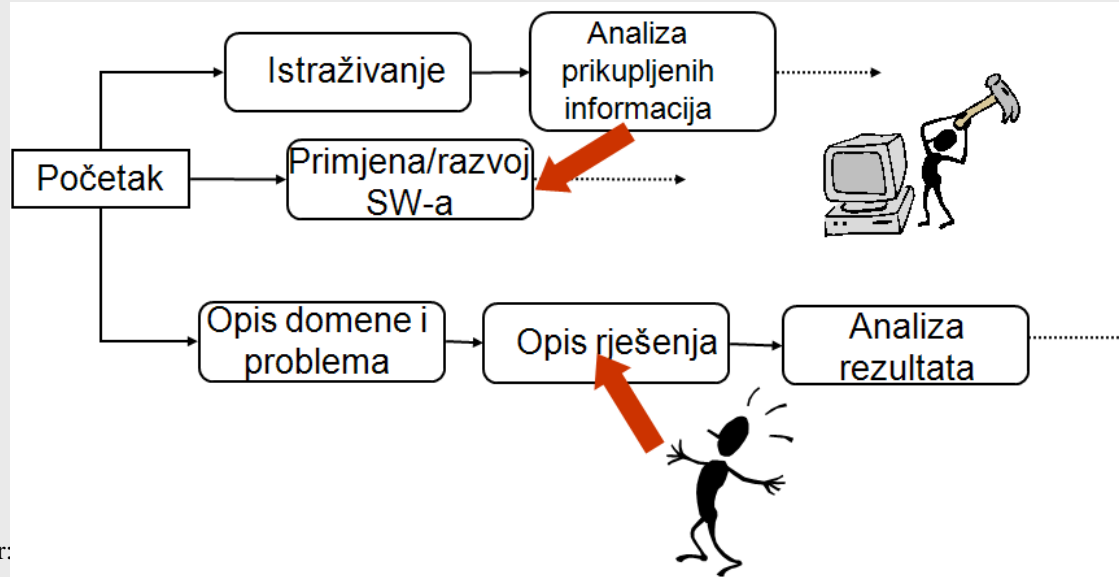 Istraživanje
Analiza
prikupljenih
informacija
Početak
Primjena/razvoj
SW-a
Opis domene i
problema
Opis rješenja
Analiza
rezultata
r: